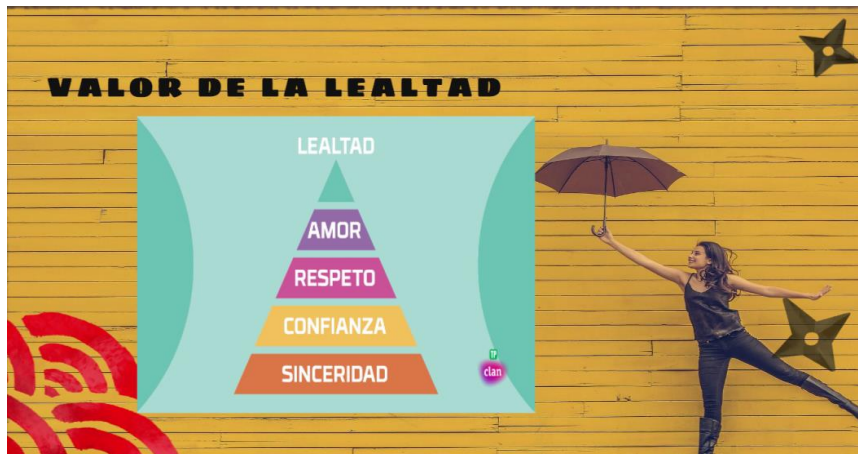 VALOR DE LA LEALTAD
LEALTAD
AMOR
RESPETO
CONFIANZA
SINCERIDAD
clan